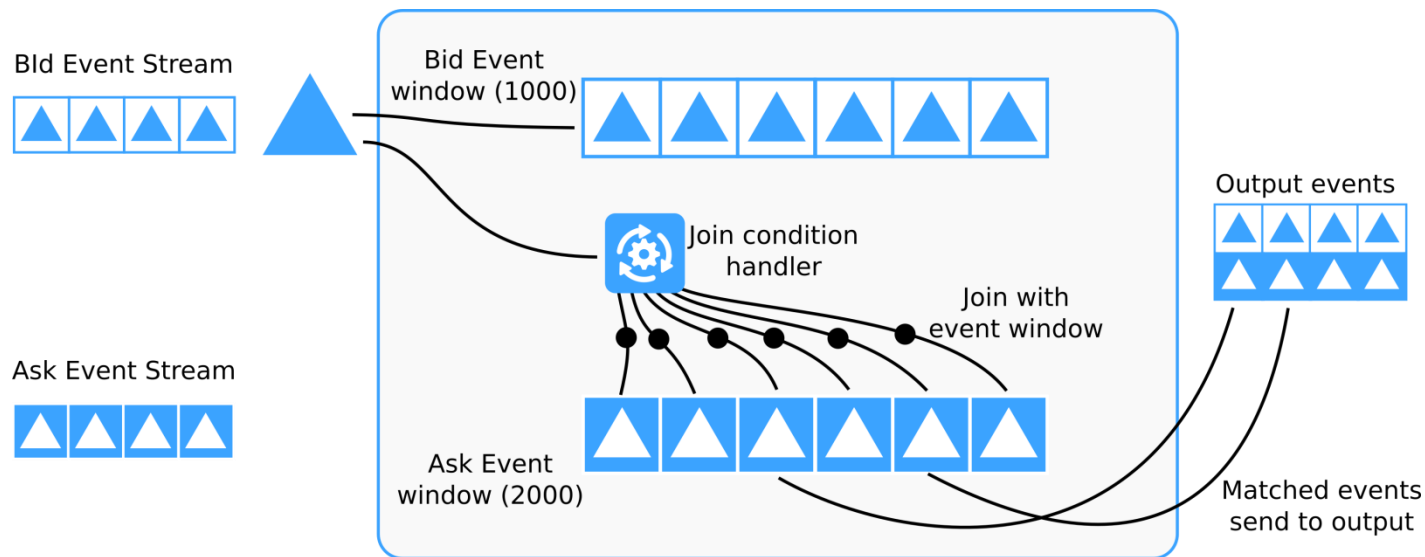 BId Event Stream
Bid Event
window (1000)
Output events
Join condition
handler
Join with
event window
Ask Event Stream
Ask Event
window (2000)
Matched events
send to output